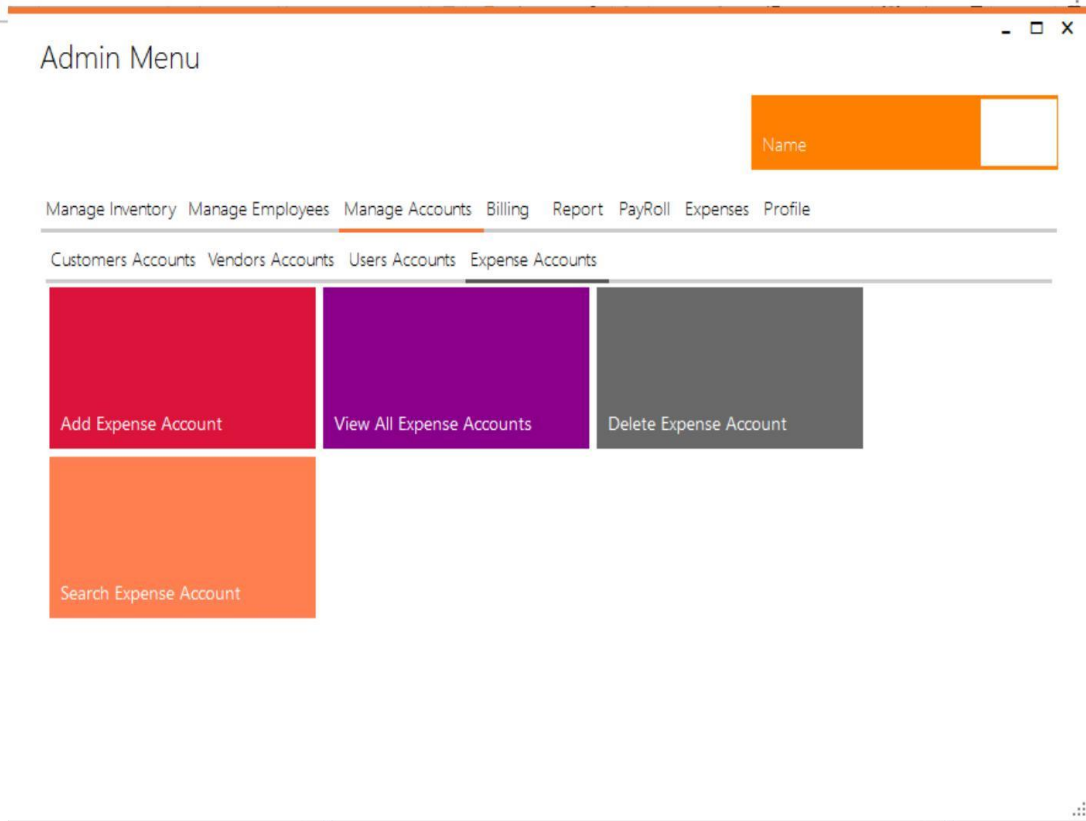 Admin Menu
Name
Manage Inventory Manage Employees Manage Accounts Billing Report PayRoll Expenses Profile
Customers Accounts Vendors Accounts Users Accounts Expense Accounts
Add Expense Account View All Expense Accounts Delete Expense Account
Search Expense Account